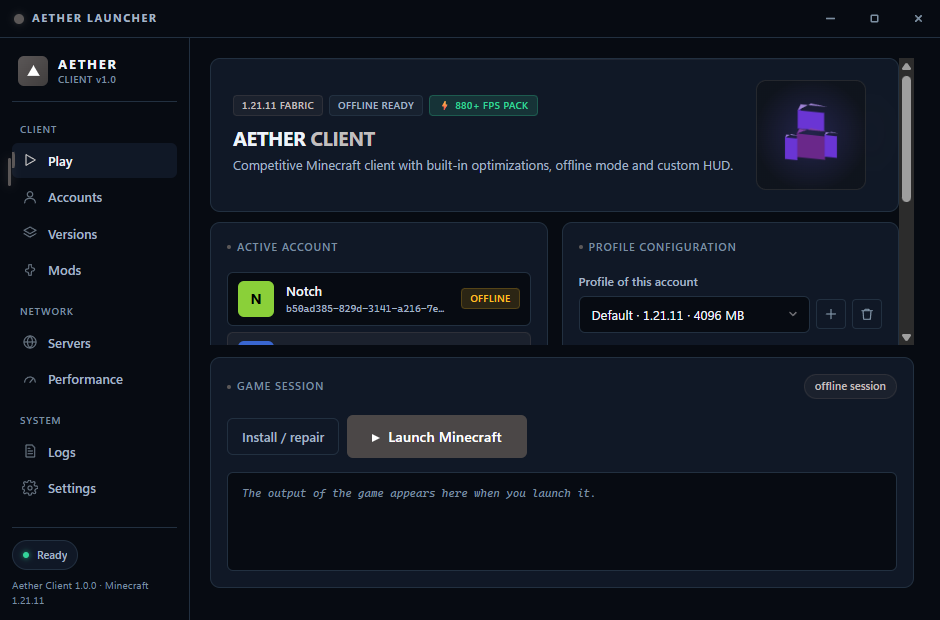 AETHER LAUNCHER
AETHER
CLIENT v1.0
CLIENT
Play
Accounts
Versions
Mods
NETWORK
Servers
Performance
SYSTEM
Logs
Settings
Ready
Aether Client 1.0.0 · Minecraft
1.21.11
1.21.11 FABRIC
OFFLINE READY
880+ FPS PACK
AETHER CLIENT
Competitive Minecraft client with built-in optimizations, offline mode and custom HUD.
ACTIVE ACCOUNT
N
Notch
b50ad385-829d-3141-a216-7e…
OFFLINE
PROFILE CONFIGURATION
Profile of this account
Default · 1.21.11 · 4096 MB
GAME SESSION
offline session
Install / repair
Launch Minecraft
The output of the game appears here when you launch it.